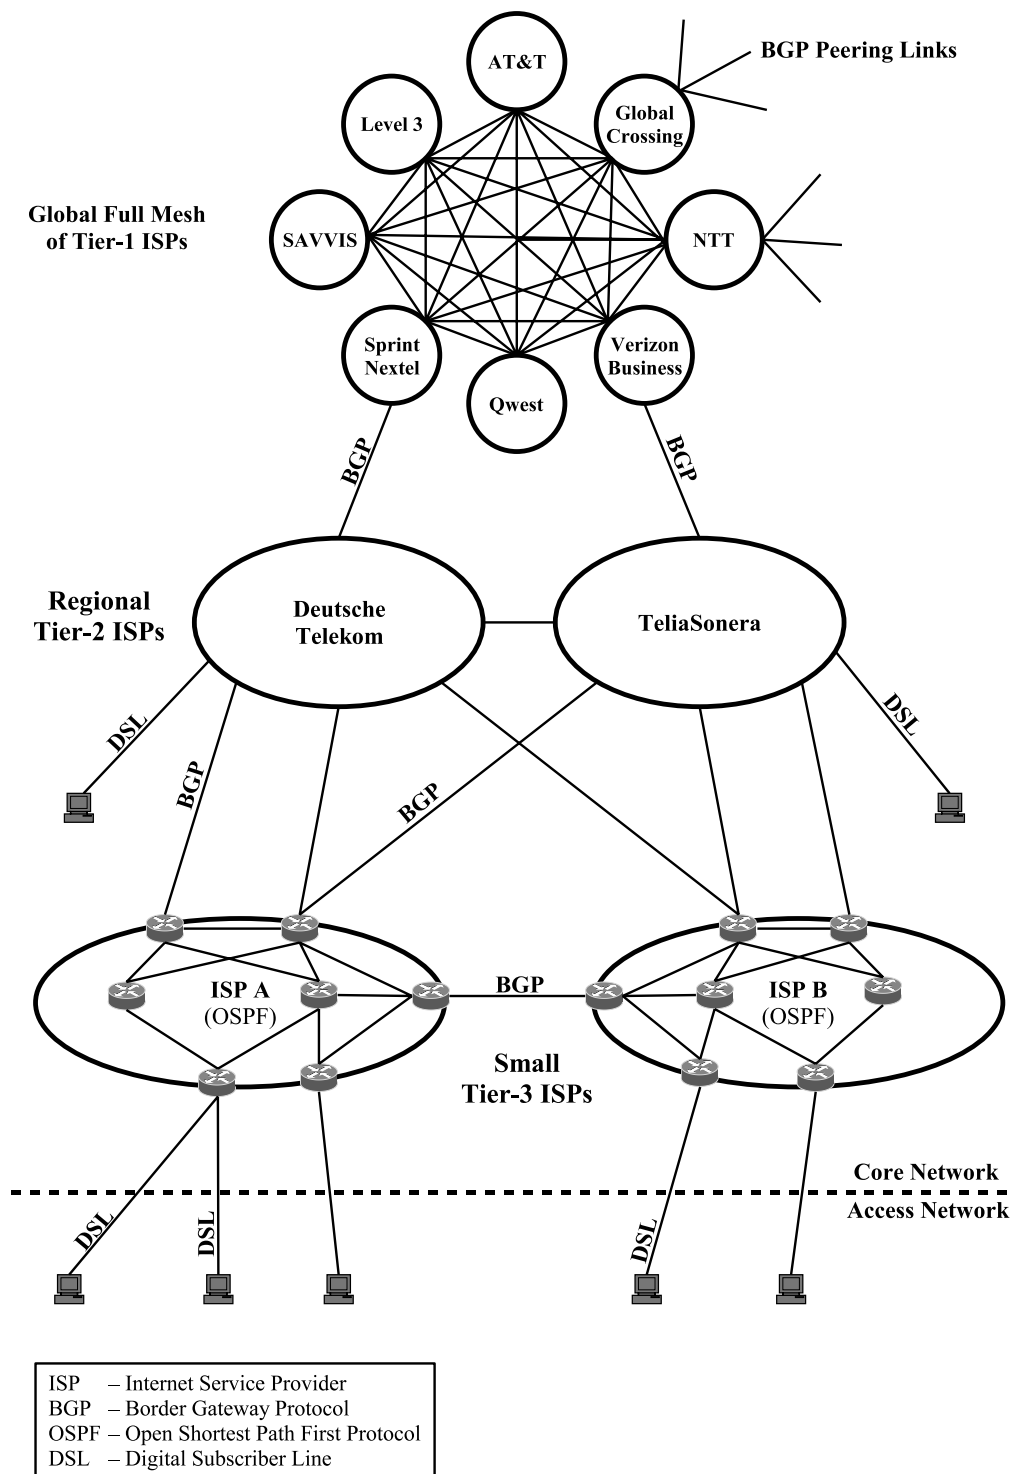 AT&T
BGP Peering Links
Level 3
Global
Crossing
Global Full Mesh
of Tier-1 ISPs
SAVVIS
NTT
Sprint
Nextel
Verizon
Business
Qwest
BGP
BGP
Regional
Tier-2 ISPs
Deutsche
Telekom
TeliaSonera
DSL
DSL
BGP
BGP
ISP A
(OSPF)
BGP
ISP B
(OSPF)
Small
Tier-3 ISPs
Core Network
Access Network
DSL
DSL
DSL
ISP – Internet Service Provider
BGP – Border Gateway Protocol
OSPF – Open Shortest Path First Protocol
DSL – Digital Subscriber Line